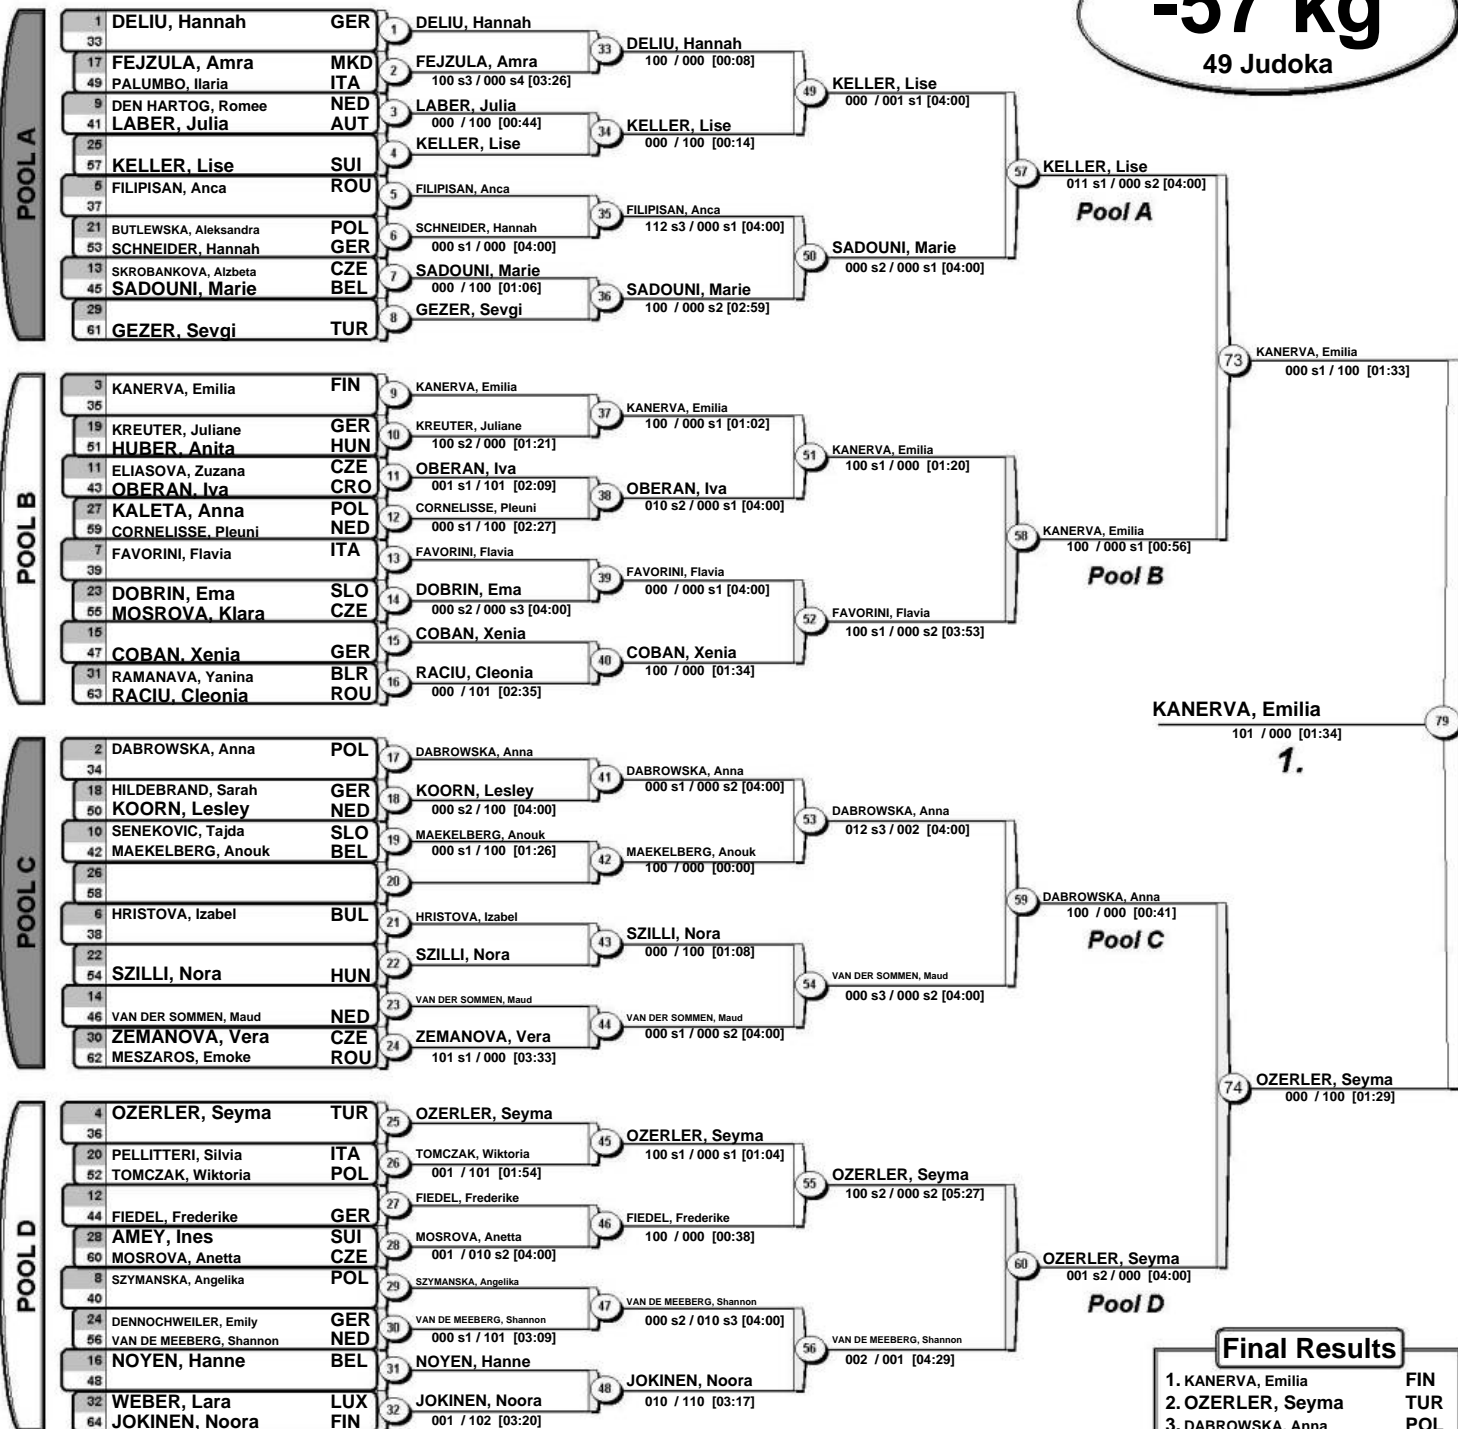 -57 kg
49 Judoka
POOL A
1 DELIU, Hannah GER
33
17 FEJZULA, Amra MKD
49 PALUMBO, Ilaria ITA
9 DEN HARTOG, Romee NED
41 LABER, Julia AUT
25
57 KELLER, Lise SUI
5 FILIPISAN, Anca ROU
37
21 BUTLEWSKA, Aleksandra POL
53 SCHNEIDER, Hannah GER
13 SKROBANKOVA, Alzbeta CZE
45 SADOUNI, Marie BEL
29
61 GEZER, Sevgi TUR
1 DELIU, Hannah
2 FEJZULA, Amra
100 s3 / 000 s4 [03:26]
3 LABER, Julia
000 / 100 [00:44]
4 KELLER, Lise
5 FILIPISAN, Anca
6 SCHNEIDER, Hannah
000 s1 / 000 [04:00]
7 SADOUNI, Marie
000 / 100 [01:06]
8 GEZER, Sevgi
33 DELIU, Hannah
100 / 000 [00:08]
34 KELLER, Lise
000 / 100 [00:14]
35 FILIPISAN, Anca
112 s3 / 000 s1 [04:00]
36 SADOUNI, Marie
100 / 000 s2 [02:59]
49 KELLER, Lise
000 / 001 s1 [04:00]
50 SADOUNI, Marie
000 s2 / 000 s1 [04:00]
57 KELLER, Lise
011 s1 / 000 s2 [04:00]
Pool A
POOL B
3 KANERVA, Emilia FIN
35
19 KREUTER, Juliane GER
51 HUBER, Anita HUN
11 ELIASOVA, Zuzana CZE
43 OBERAN, Iva CRO
27 KALETA, Anna POL
59 CORNELISSE, Pleuni NED
7 FAVORINI, Flavia ITA
39
23 DOBRIN, Ema SLO
55 MOSROVA, Klara CZE
15
47 COBAN, Xenia GER
31 RAMANAVA, Yanina BLR
63 RACIU, Cleonia ROU
9 KANERVA, Emilia
10 KREUTER, Juliane
100 s2 / 000 [01:21]
11 OBERAN, Iva
001 s1 / 101 [02:09]
12 CORNELISSE, Pleuni
000 s1 / 100 [02:27]
13 FAVORINI, Flavia
14 DOBRIN, Ema
000 s2 / 000 s3 [04:00]
15 COBAN, Xenia
16 RACIU, Cleonia
000 / 101 [02:35]
37 KANERVA, Emilia
100 / 000 s1 [01:02]
38 OBERAN, Iva
010 s2 / 000 s1 [04:00]
39 FAVORINI, Flavia
000 / 000 s1 [04:00]
40 COBAN, Xenia
100 / 000 [01:34]
51 KANERVA, Emilia
100 s1 / 000 [01:20]
52 FAVORINI, Flavia
100 s1 / 000 s2 [03:53]
58 KANERVA, Emilia
100 / 000 s1 [00:56]
Pool B
73 KANERVA, Emilia
000 s1 / 100 [01:33]
KANERVA, Emilia 79
101 / 000 [01:34]
1.
POOL C
2 DABROWSKA, Anna POL
34
18 HILDEBRAND, Sarah GER
50 KOORN, Lesley NED
10 SENEKOVIC, Tajda SLO
42 MAEKELBERG, Anouk BEL
26
58
6 HRISTOVA, Izabel BUL
38
22
54 SZILLI, Nora HUN
14
46 VAN DER SOMMEN, Maud NED
30 ZEMANOVA, Vera CZE
62 MESZAROS, Emoke ROU
17 DABROWSKA, Anna
18 KOORN, Lesley
000 s2 / 100 [04:00]
19 MAEKELBERG, Anouk
000 s1 / 100 [01:26]
20
21 HRISTOVA, Izabel
22 SZILLI, Nora
23 VAN DER SOMMEN, Maud
24 ZEMANOVA, Vera
101 s1 / 000 [03:33]
41 DABROWSKA, Anna
000 s1 / 000 s2 [04:00]
42 MAEKELBERG, Anouk
100 / 000 [00:00]
43 SZILLI, Nora
000 / 100 [01:08]
44 VAN DER SOMMEN, Maud
000 s1 / 000 s2 [04:00]
53 DABROWSKA, Anna
012 s3 / 002 [04:00]
54 VAN DER SOMMEN, Maud
000 s3 / 000 s2 [04:00]
59 DABROWSKA, Anna
100 / 000 [00:41]
Pool C
POOL D
4 OZERLER, Seyma TUR
36
20 PELLITTERI, Silvia ITA
52 TOMCZAK, Wiktoria POL
12
44 FIEDEL, Frederike GER
28 AMEY, Ines SUI
60 MOSROVA, Anetta CZE
8 SZYMANSKA, Angelika POL
40
24 DENNOCHWEILER, Emily GER
56 VAN DE MEEBERG, Shannon NED
16 NOYEN, Hanne BEL
48
32 WEBER, Lara LUX
64 JOKINEN, Noora FIN
25 OZERLER, Seyma
26 TOMCZAK, Wiktoria
001 / 101 [01:54]
27 FIEDEL, Frederike
28 MOSROVA, Anetta
001 / 010 s2 [04:00]
29 SZYMANSKA, Angelika
30 VAN DE MEEBERG, Shannon
000 s1 / 101 [03:09]
31 NOYEN, Hanne
32 JOKINEN, Noora
001 / 102 [03:20]
45 OZERLER, Seyma
100 s1 / 000 s1 [01:04]
46 FIEDEL, Frederike
100 / 000 [00:38]
47 VAN DE MEEBERG, Shannon
000 s2 / 010 s3 [04:00]
48 JOKINEN, Noora
010 / 110 [03:17]
55 OZERLER, Seyma
100 s2 / 000 s2 [05:27]
56 VAN DE MEEBERG, Shannon
002 / 001 [04:29]
60 OZERLER, Seyma
001 s2 / 000 [04:00]
Pool D
74 OZERLER, Seyma
000 / 100 [01:29]
Final Results
1. KANERVA, Emilia FIN
2. OZERLER, Seyma TUR
3. DABROWSKA, Anna POL